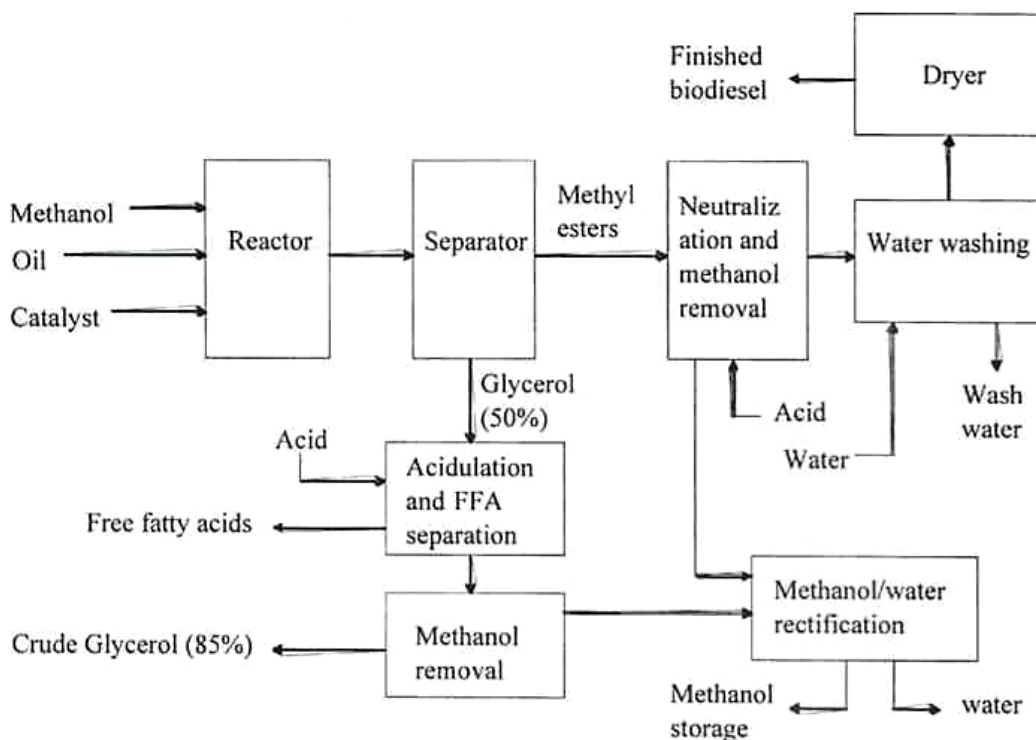 Finished
biodiesel
Dryer
Methanol
Oil
Catalyst
Reactor
Separator
Methyl
esters
Neutraliz
ation and
methanol
removal
Water washing
Glycerol
(50%)
Acid
Water
Wash
water
Acid
Acidulation
and FFA
separation
Free fatty acids
Methanol
removal
Crude Glycerol (85%)
Methanol/water
rectification
Methanol
storage
water